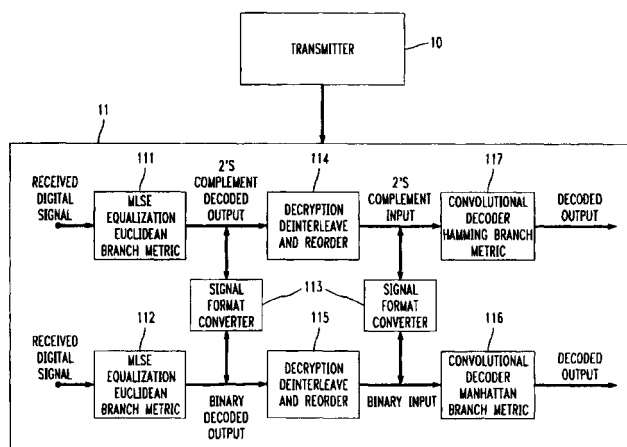 TRANSMITTER
10
11
111
2'S
COMPLEMENT
DECODED
OUTPUT
114
117
RECEIVED
DIGITAL
SIGNAL
MLSE
EQUALIZATION
EUCLIDEAN
BRANCH METRIC
DECRYPTION
DEINTERLEAVE
AND REORDER
2'S
COMPLEMENT
INPUT
CONVOLUTIONAL
DECODER
HAMMING BRANCH
METRIC
DECODED
OUTPUT
SIGNAL
FORMAT
CONVERTER
113
SIGNAL
FORMAT
CONVERTER
112
115
116
RECEIVED
DIGITAL
SIGNAL
MLSE
EQUALIZATION
EUCLIDEAN
BRANCH METRIC
BINARY
DECODED
OUTPUT
DECRYPTION
DEINTERLEAVE
AND REORDER
BINARY INPUT
CONVOLUTIONAL
DECODER
MANHATTAN
BRANCH METRIC
DECODED
OUTPUT